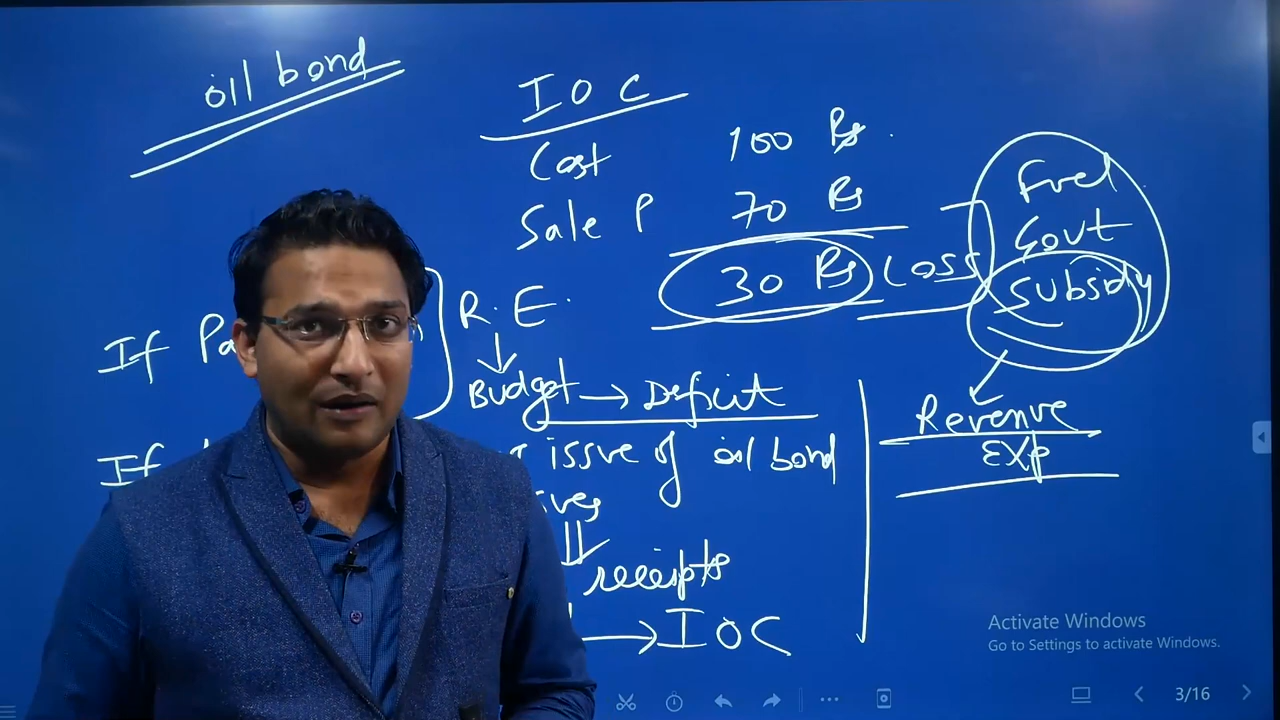 oil bond
IOC
Cost 100 Rs.
Sale P 70 Rs
30 Rs Loss
Fuel
Govt
Subsidy
If
R.E.
Budget → Deficit
Revenue
Exp
If issue of oil bond
receipts
→ IOC
Activate Windows
Go to Settings to activate Windows.
3/16